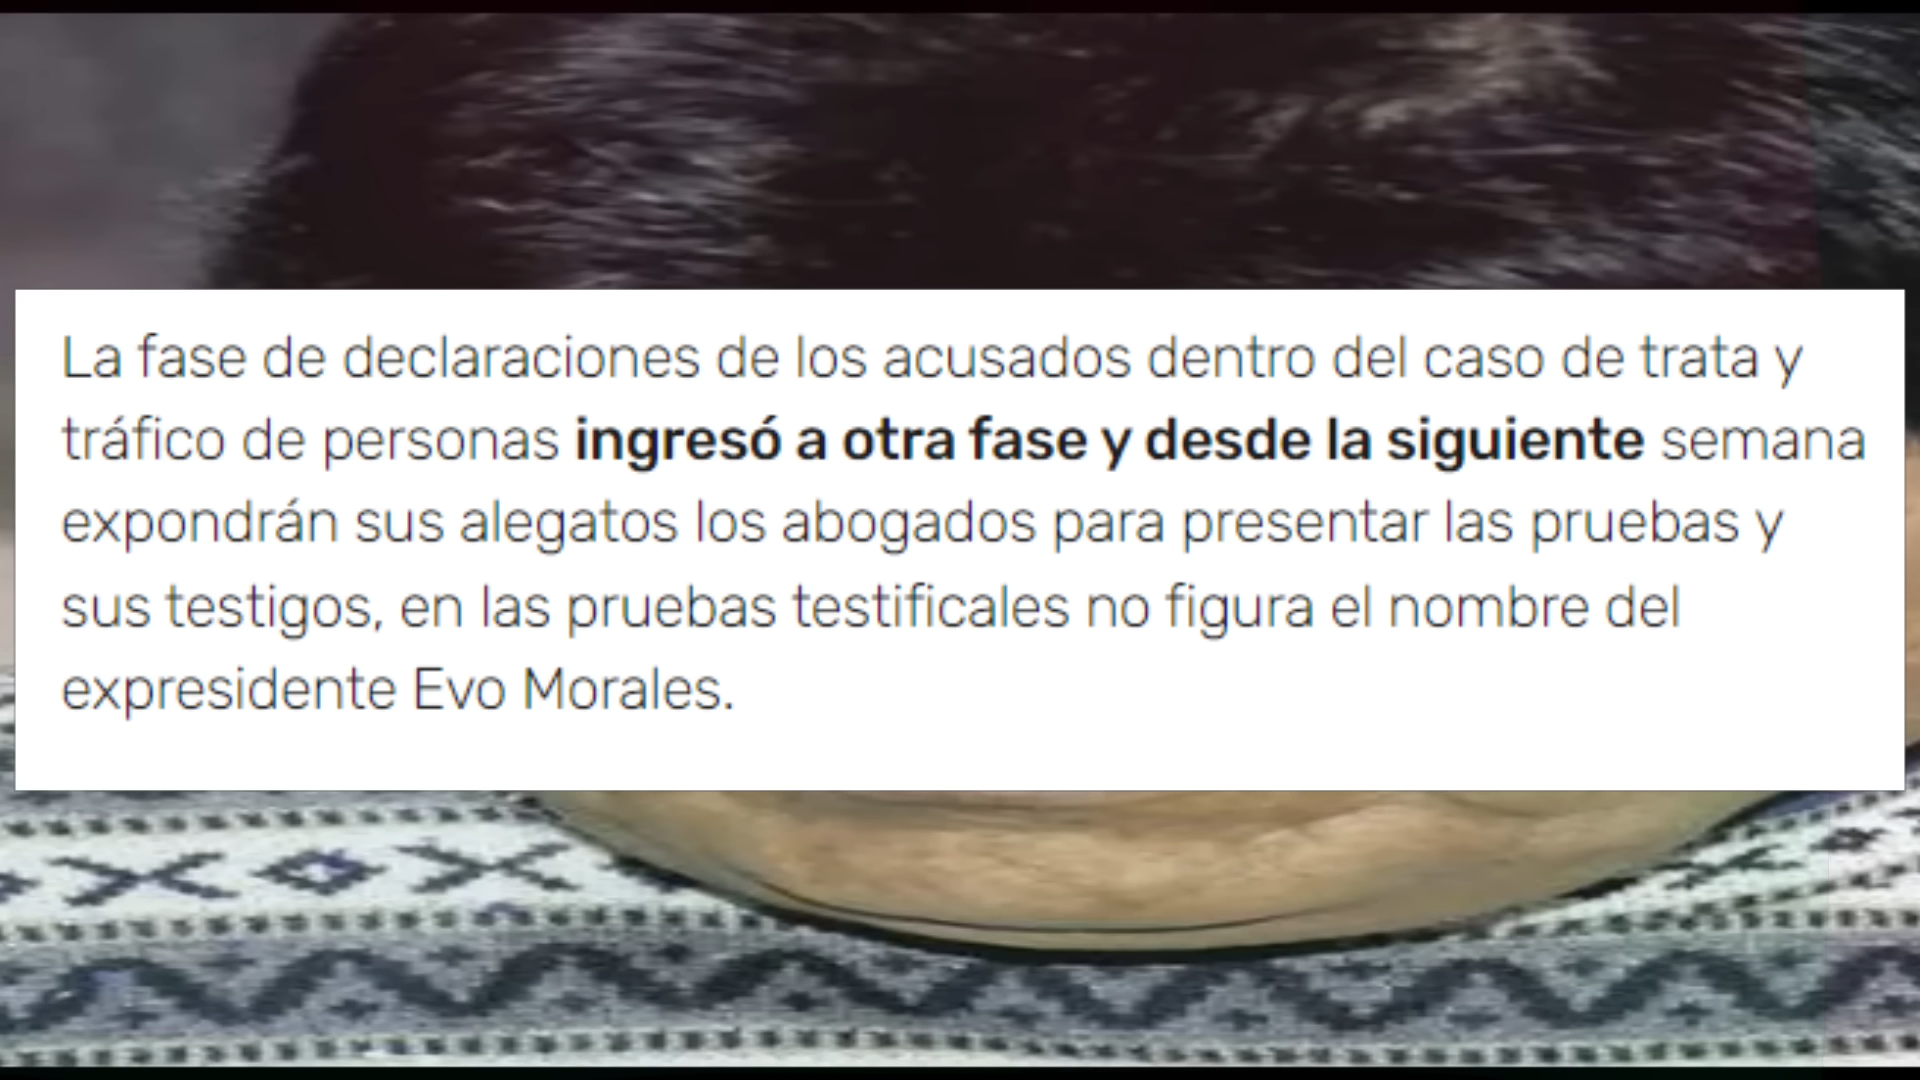 La fase de declaraciones de los acusados dentro del caso de trata y
tráfico de personas ingresó a otra fase y desde la siguiente semana
expondrán sus alegatos los abogados para presentar las pruebas y
sus testigos, en las pruebas testificales no figura el nombre del
expresidente Evo Morales.